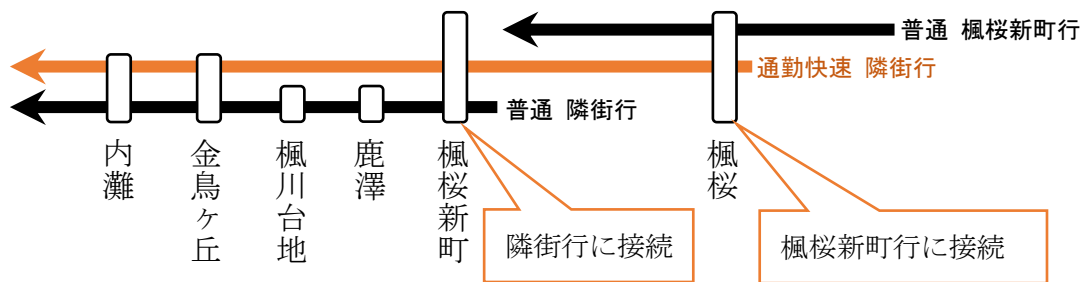 普通 楓桜新町行
通勤快速 隣街行
普通 隣街行
内灘
金鳥ヶ丘
楓川台地
鹿澤
楓桜新町
楓桜
隣街行に接続
楓桜新町行に接続